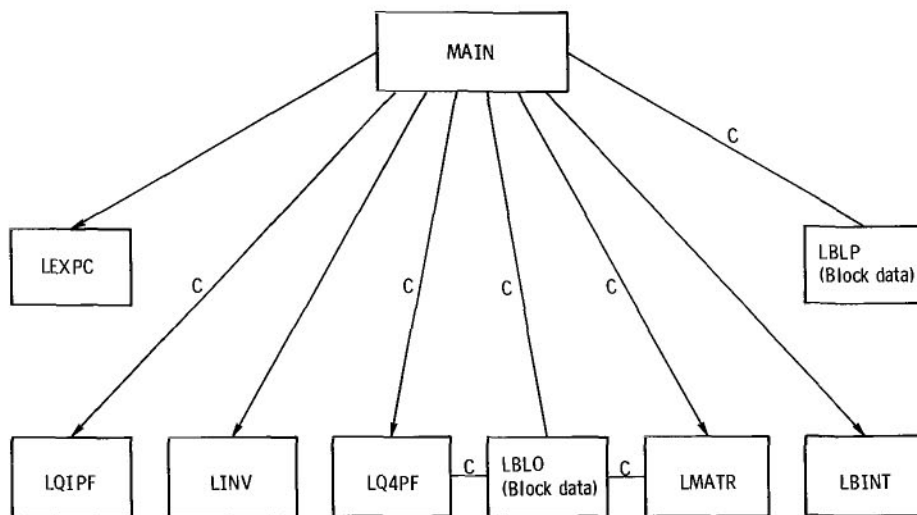 MAIN
C
LEXPC
LBLP
(Block data)
C
C
C
C
LQIPF
LINV
LQ4PF
C
LBLO
(Block data)
C
LMATR
LBINT